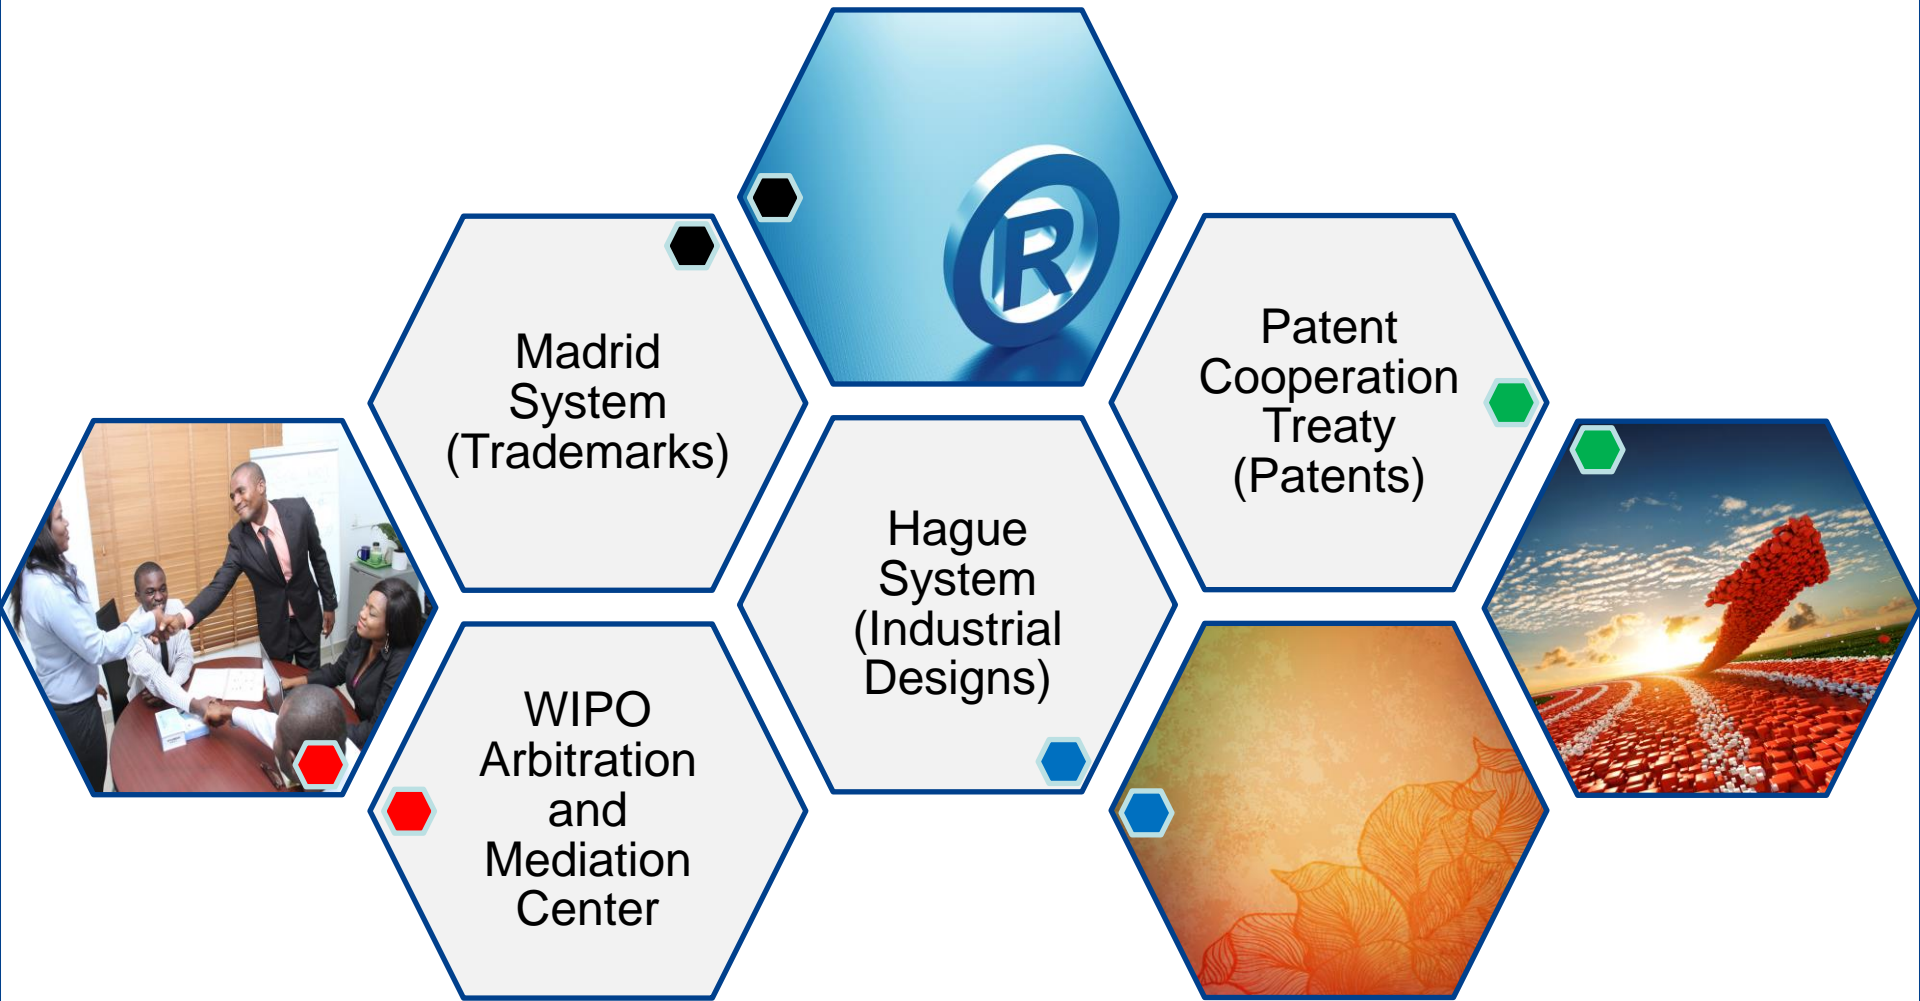 R
Madrid
System
(Trademarks)
Patent
Cooperation
Treaty
(Patents)
Hague
System
(Industrial
Designs)
WIPO
Arbitration
and
Mediation
Center